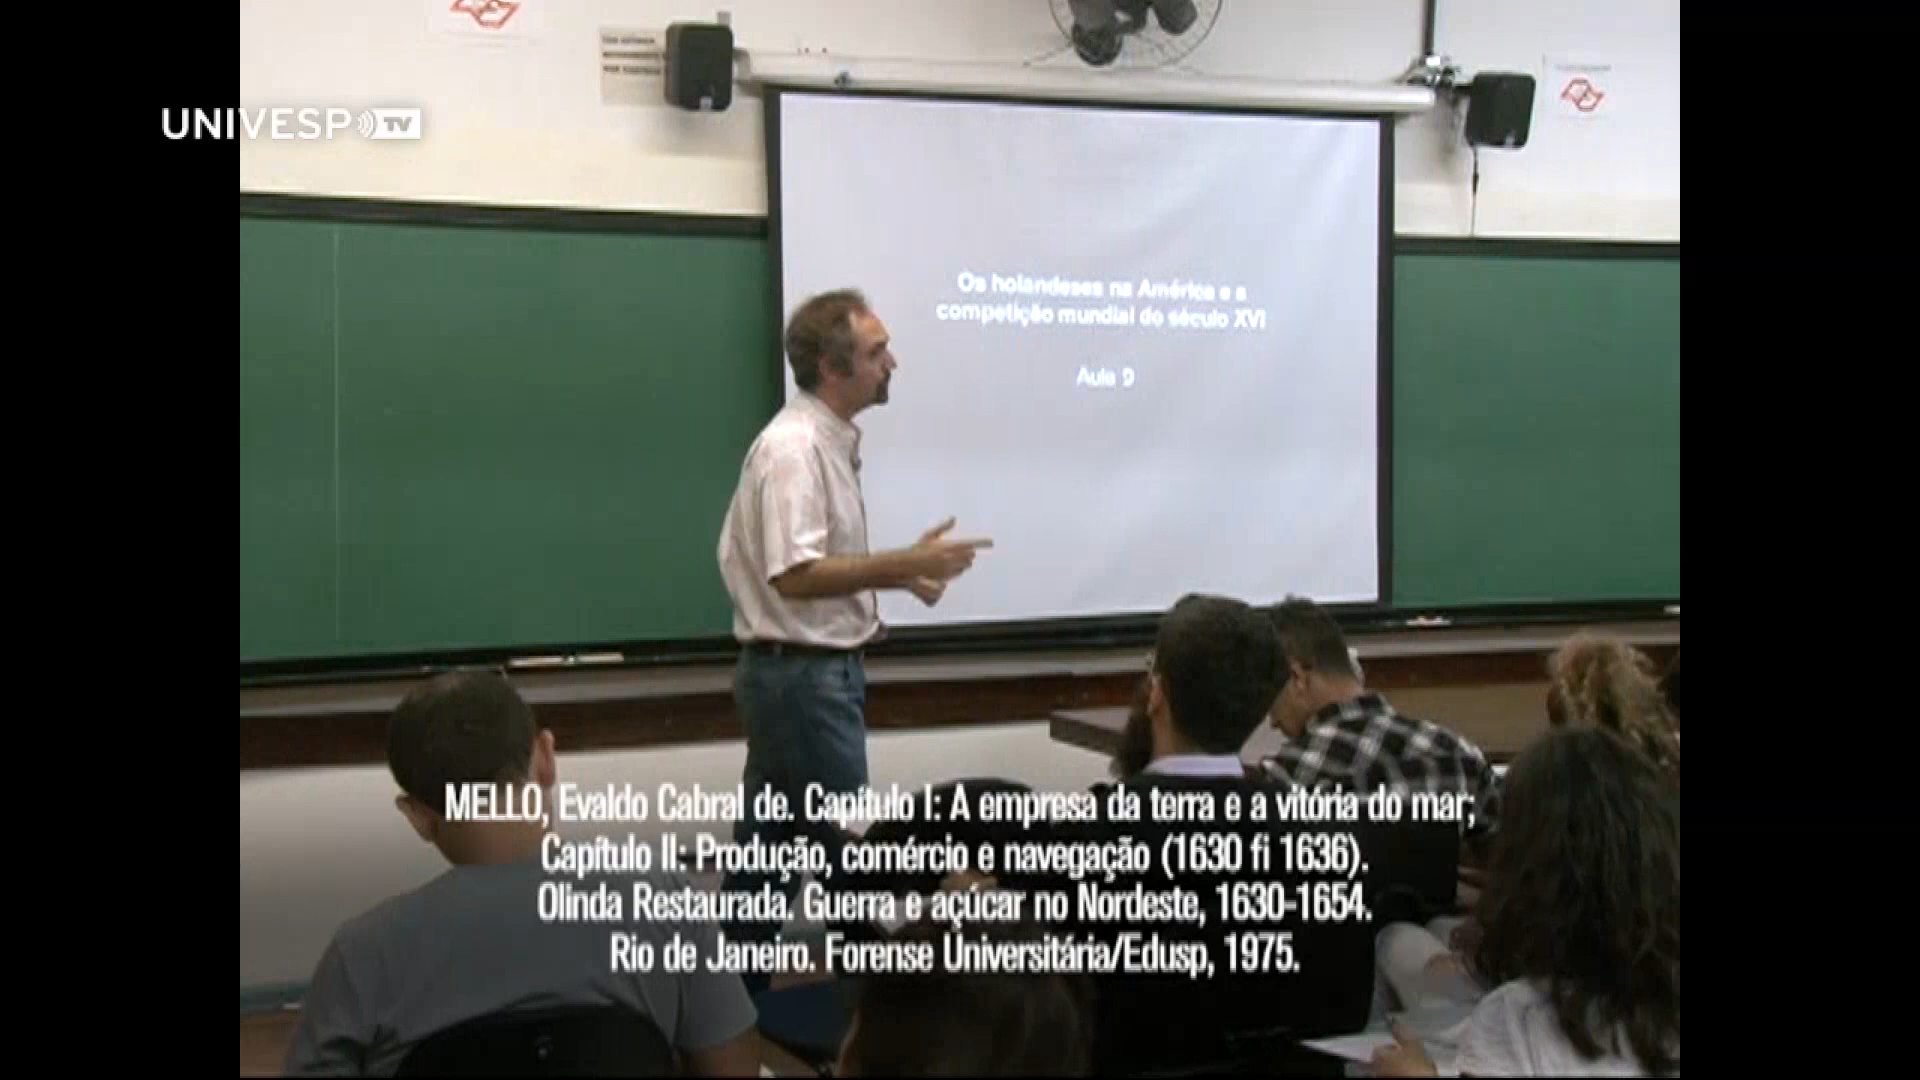 UNIVESP TV
Os holandeses na América e a
competição mundial do século XVI
Aula 9
MELLO, Evaldo Cabral de. Capítulo I: A empresa da terra e a vitória do mar;
Capítulo II: Produção, comércio e navegação (1630 fi 1636).
Olinda Restaurada. Guerra e açúcar no Nordeste, 1630-1654.
Rio de Janeiro. Forense Universitária/Edusp, 1975.